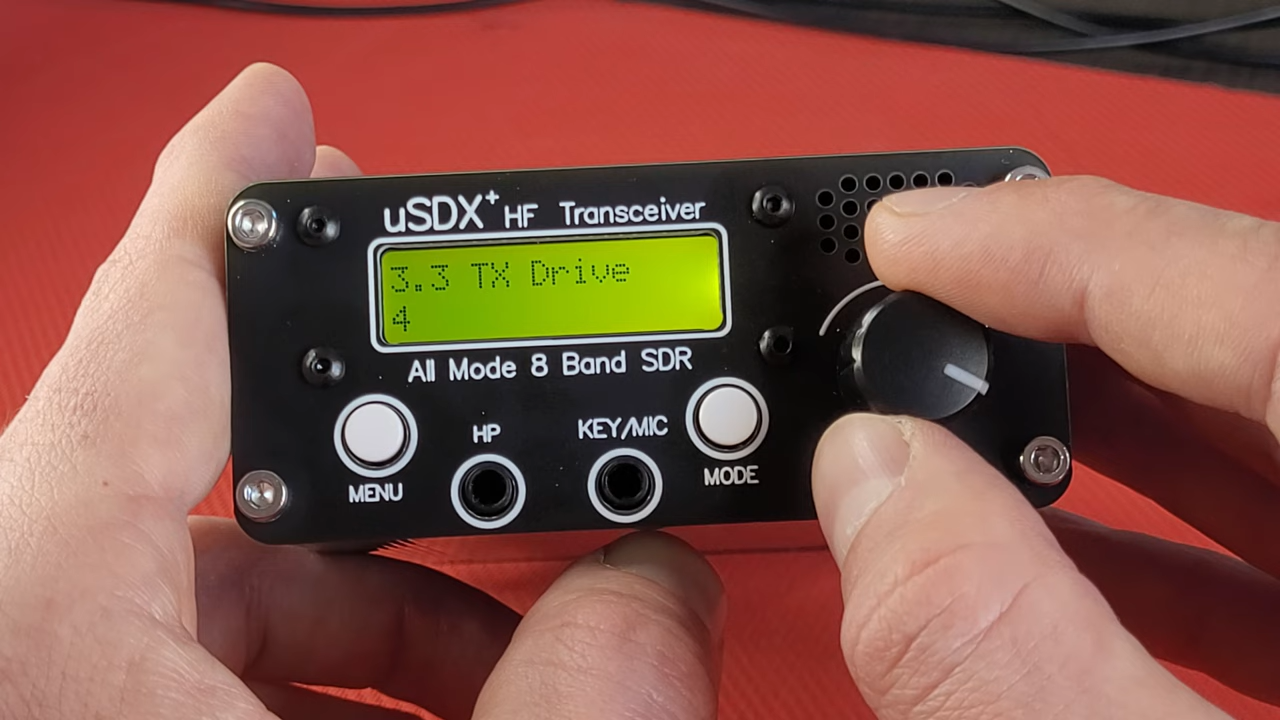 uSDX+ HF Transceiver
3.3 TX Drive
4
All Mode 8 Band SDR
MENU
HP
KEY/MIC
MODE